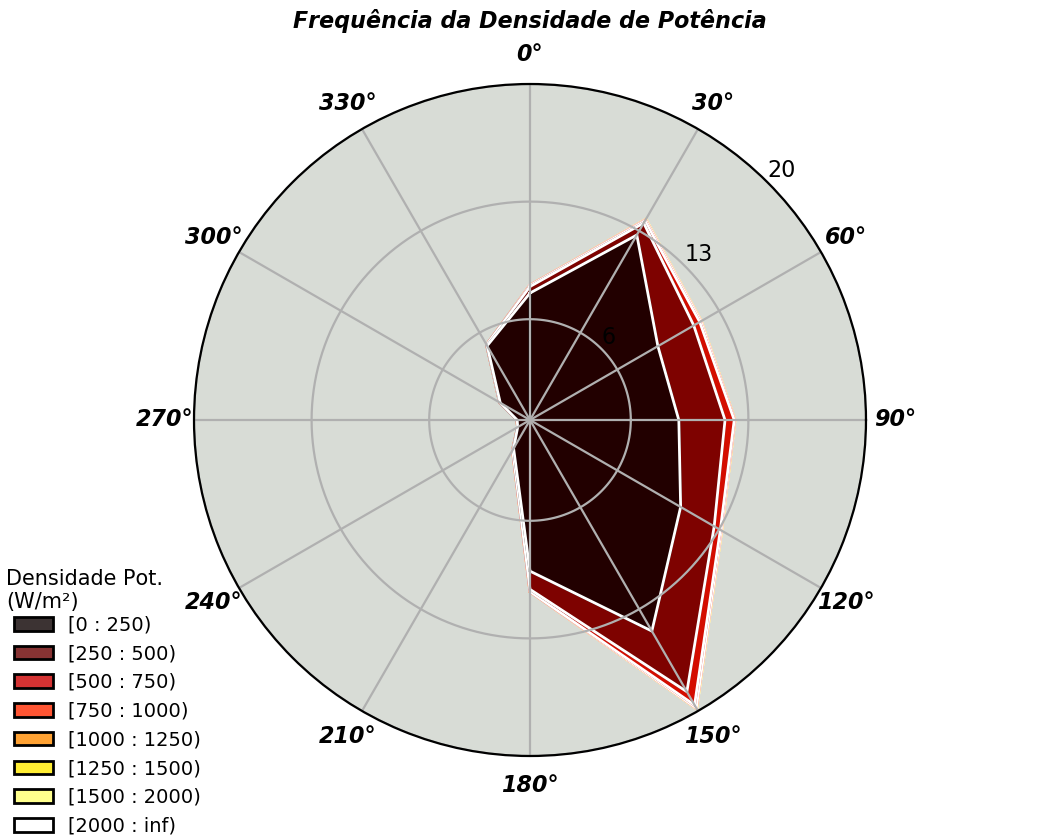 Frequência da Densidade de Potência
0°
330°
30°
20
300°
60°
13
6
270°
90°
Densidade Pot.
(W/m²)
240°
120°
[0 : 250)
[250 : 500)
[500 : 750)
[750 : 1000)
[1000 : 1250)
[1250 : 1500)
[1500 : 2000)
[2000 : inf)
210°
150°
180°